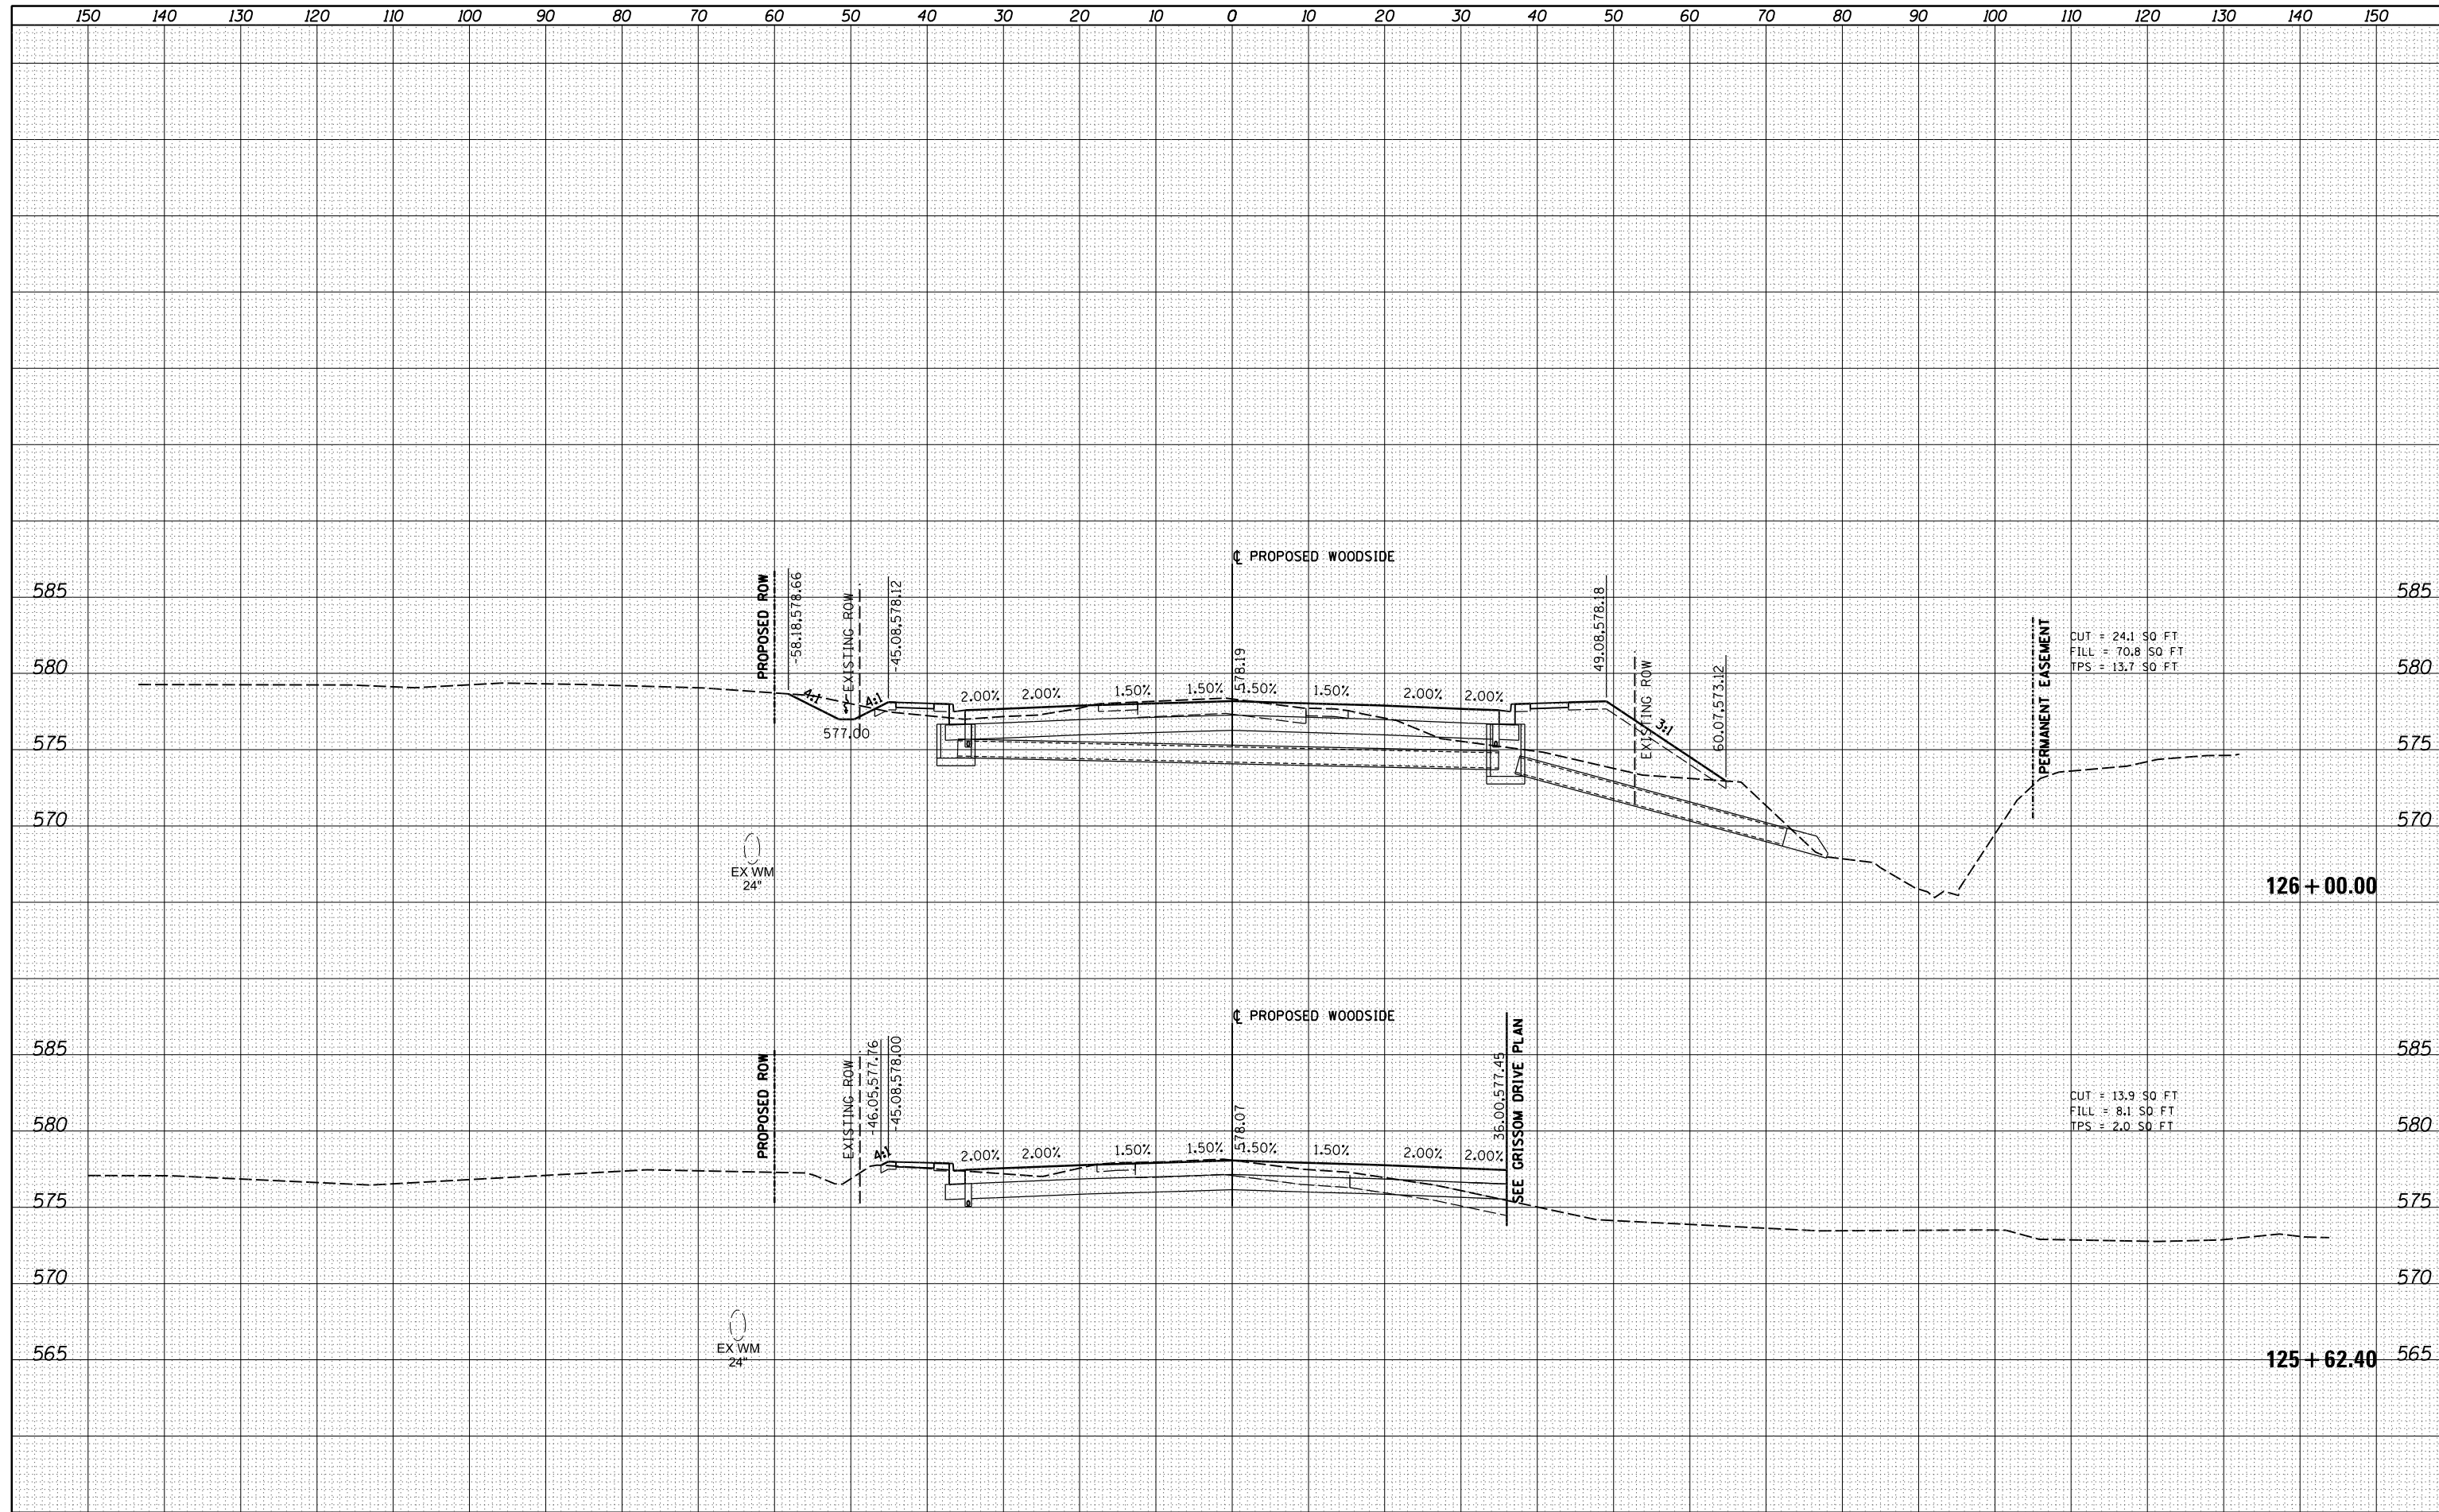 150 140 130 120 110 100 90 80 70 60 50 40 30 20 10 0 10 20 30 40 50 60 70 80 90 100 110 120 130 140 150
℄ PROPOSED WOODSIDE
PROPOSED ROW
-58.18,578.66
EXISTING ROW
-45.08,578.12
578.19
49.08,578.18
EXISTING ROW
60.07,573.12
PERMANENT EASEMENT
CUT = 24.1 SQ FT
FILL = 70.8 SQ FT
TPS = 13.7 SQ FT
585 585
580 580
4:1 4:1 2.00% 2.00% 1.50% 1.50% 1.50% 1.50% 2.00% 2.00% 3:1
577.00
575 575
570 570
EX WM
24"
126+00.00
℄ PROPOSED WOODSIDE
PROPOSED ROW
EXISTING ROW
-46.05,577.76
-45.08,578.00
578.07
36.00,577.45
SEE GRISSOM DRIVE PLAN
CUT = 13.9 SQ FT
FILL = 8.1 SQ FT
TPS = 2.0 SQ FT
585 585
580 580
4:1 2.00% 2.00% 1.50% 1.50% 1.50% 1.50% 2.00% 2.00%
575 575
570 570
EX WM
24"
565 125+62.40 565